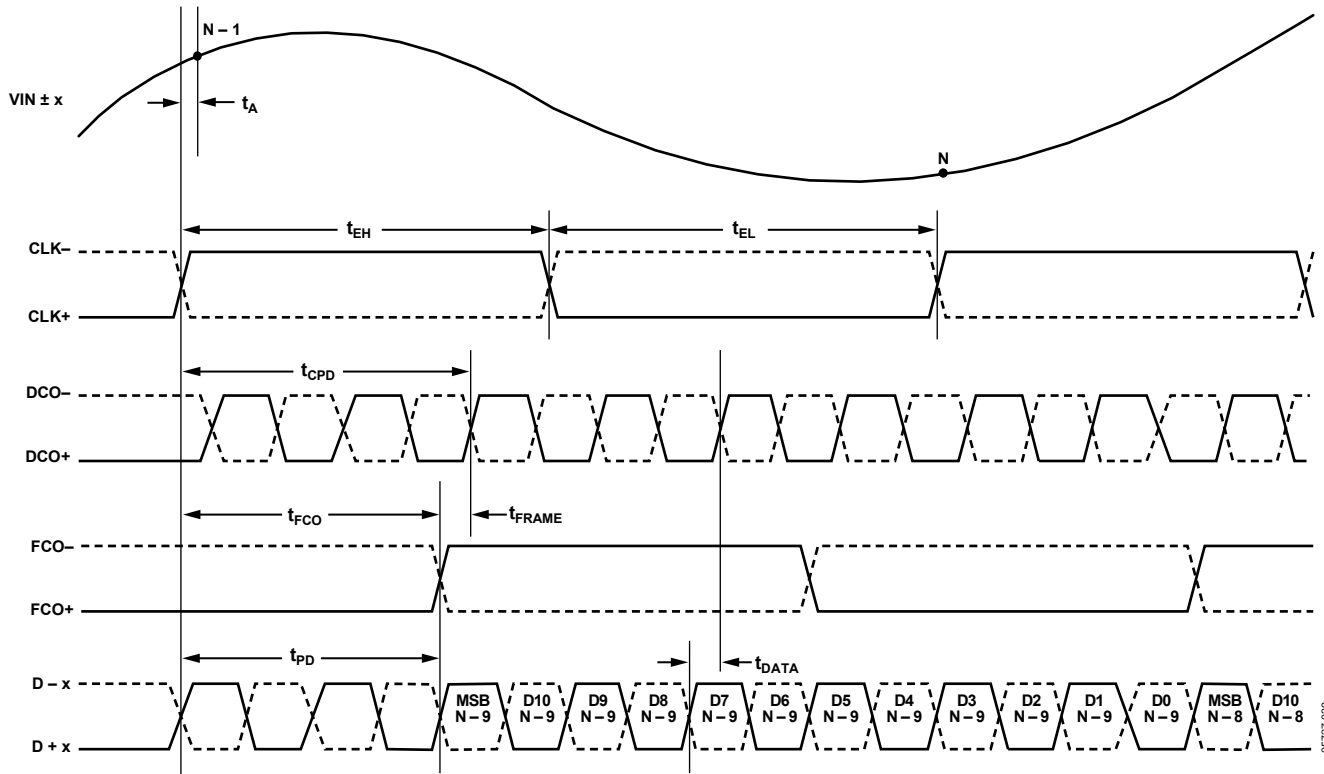 N – 1
VIN ± x
tA
N
tEH
tEL
CLK–
CLK+
tCPD
DCO–
DCO+
tFCO
tFRAME
FCO–
FCO+
tPD
tDATA
D – x
MSB N – 9
D10 N – 9
D9 N – 9
D8 N – 9
D7 N – 9
D6 N – 9
D5 N – 9
D4 N – 9
D3 N – 9
D2 N – 9
D1 N – 9
D0 N – 9
MSB N – 8
D10 N – 8
D + x